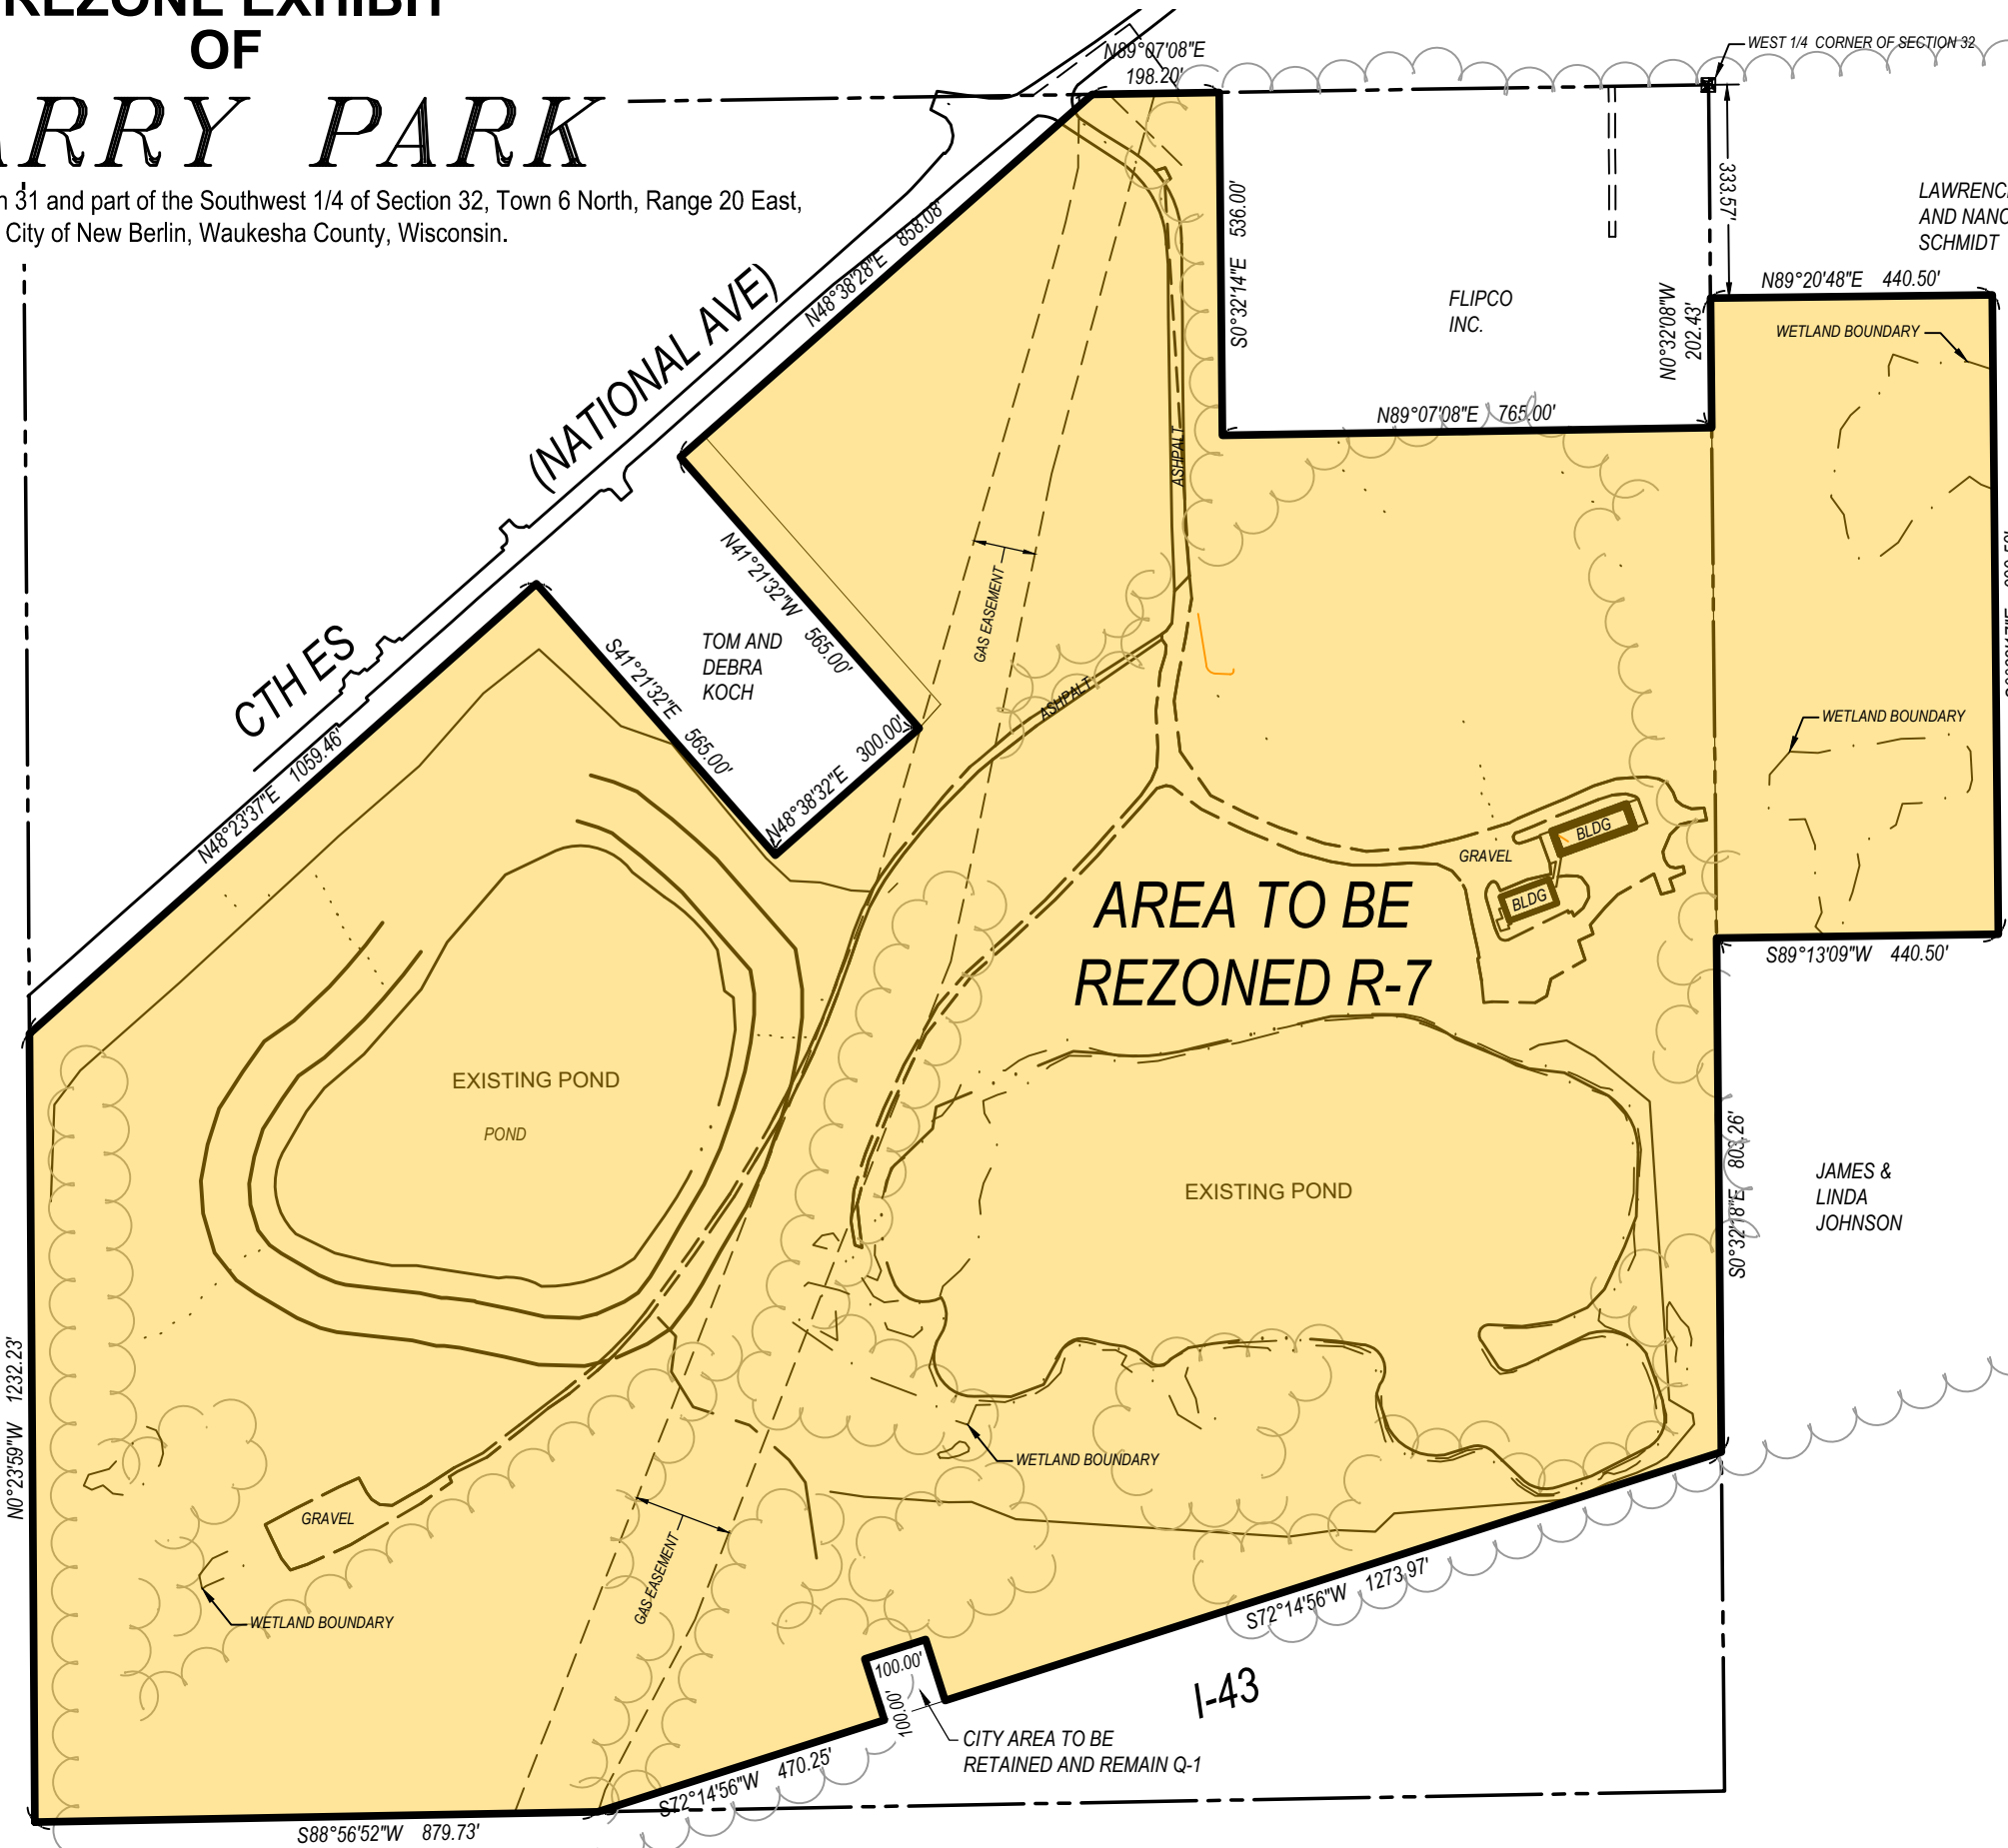 REZONE EXHIBIT
OF
ARRY PARK
31 and part of the Southwest 1/4 of Section 32, Town 6 North, Range 20 East,
City of New Berlin, Waukesha County, Wisconsin.
N89°07'08"E
198.20'
WEST 1/4 CORNER OF SECTION 32
333.57'
LAWRENC
AND NANC
SCHMIDT
N48°38'28"E 858.08'
S0°32'14"E 536.00'
FLIPCO
INC.
N0°32'08"W
202.43'
N89°20'48"E 440.50'
WETLAND BOUNDARY
(NATIONAL AVE)
N89°07'08"E 765.00'
ASHPALT
N41°21'32"W 565.00'
GAS EASEMENT
CTH ES
TOM AND
DEBRA
KOCH
S41°21'32"E 565.00'
N48°38'32"E 300.00'
ASHPALT
WETLAND BOUNDARY
N48°23'37"E 1059.46'
BLDG
GRAVEL
BLDG
AREA TO BE
REZONED R-7
S89°13'09"W 440.50'
EXISTING POND
POND
EXISTING POND
S0°32'18"E 803.26'
JAMES &
LINDA
JOHNSON
N0°23'59"W 1232.23'
WETLAND BOUNDARY
GRAVEL
GAS EASEMENT
WETLAND BOUNDARY
S72°14'56"W 1273.97'
100.00'
100.00'
I-43
CITY AREA TO BE
RETAINED AND REMAIN Q-1
S72°14'56"W 470.25'
S88°56'52"W 879.73'